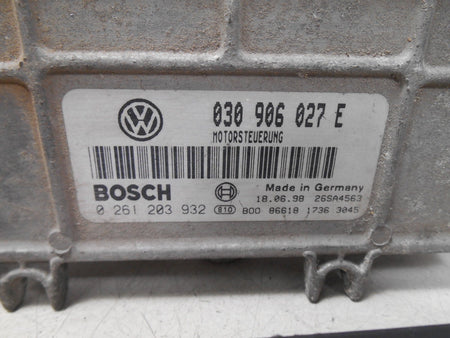 030 906 027 E
MOTORSTEUERUNG
BOSCH
Made in Germany
18.06.98 26SA4563
0 261 203 932 610 BOO 86618 1736 3045